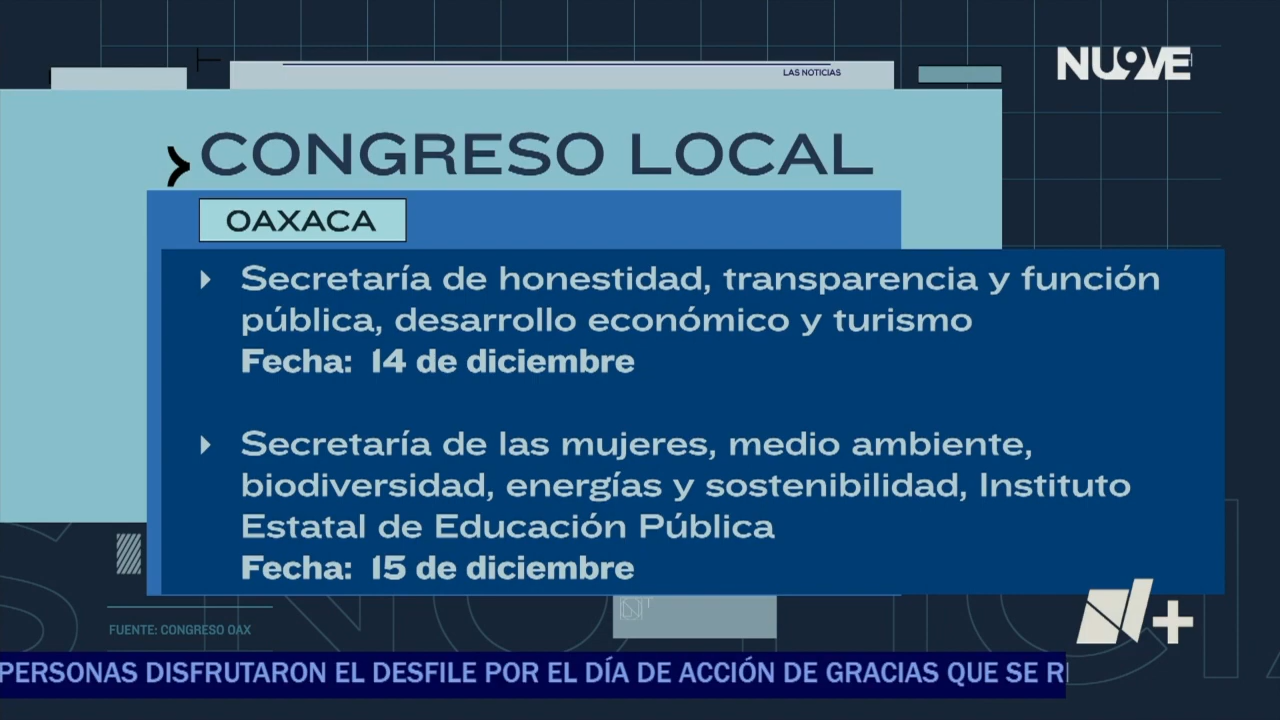 LAS NOTICIAS
NU9VE
CONGRESO LOCAL
OAXACA
Secretaría de honestidad, transparencia y función
pública, desarrollo económico y turismo
Fecha: 14 de diciembre
Secretaría de las mujeres, medio ambiente,
biodiversidad, energías y sostenibilidad, Instituto
Estatal de Educación Pública
Fecha: 15 de diciembre
N+
FUENTE: CONGRESO OAX
PERSONAS DISFRUTARON EL DESFILE POR EL DÍA DE ACCIÓN DE GRACIAS QUE SE R